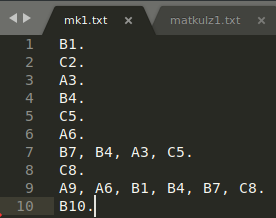 mk1.txt × matkulz1.txt ×
1 B1.
2 C2.
3 A3.
4 B4.
5 C5.
6 A6.
7 B7, B4, A3, C5.
8 C8.
9 A9, A6, B1, B4, B7, C8.
10 B10.